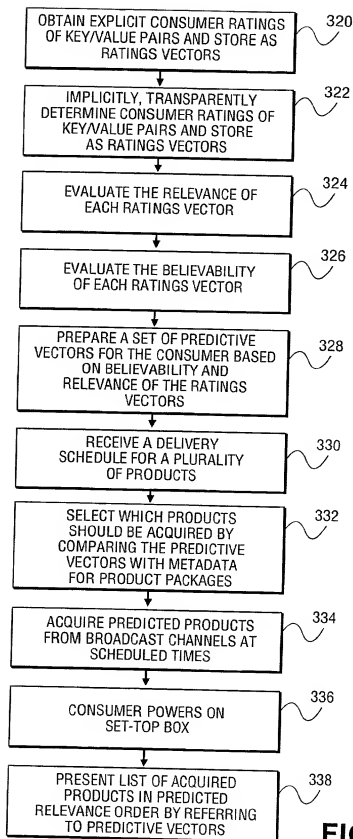 OBTAIN EXPLICIT CONSUMER RATINGS
OF KEY/VALUE PAIRS AND STORE AS
RATINGS VECTORS
320
IMPLICITLY, TRANSPARENTLY
DETERMINE CONSUMER RATINGS OF
KEY/VALUE PAIRS AND STORE
AS RATINGS VECTORS
322
EVALUATE THE RELEVANCE OF
EACH RATINGS VECTOR
324
EVALUATE THE BELIEVABILITY
OF EACH RATINGS VECTOR
326
PREPARE A SET OF PREDICTIVE
VECTORS FOR THE CONSUMER BASED
ON BELIEVABILITY AND
RELEVANCE OF THE RATINGS
VECTORS
328
RECEIVE A DELIVERY
SCHEDULE FOR A PLURALITY
OF PRODUCTS
330
SELECT WHICH PRODUCTS
SHOULD BE ACQUIRED BY
COMPARING THE PREDICTIVE
VECTORS WITH METADATA
FOR PRODUCT PACKAGES
332
ACQUIRE PREDICTED PRODUCTS
FROM BROADCAST CHANNELS AT
SCHEDULED TIMES
334
CONSUMER POWERS ON
SET-TOP BOX
336
PRESENT LIST OF ACQUIRED
PRODUCTS IN PREDICTED
RELEVANCE ORDER BY REFERRING
TO PREDICTIVE VECTORS
338